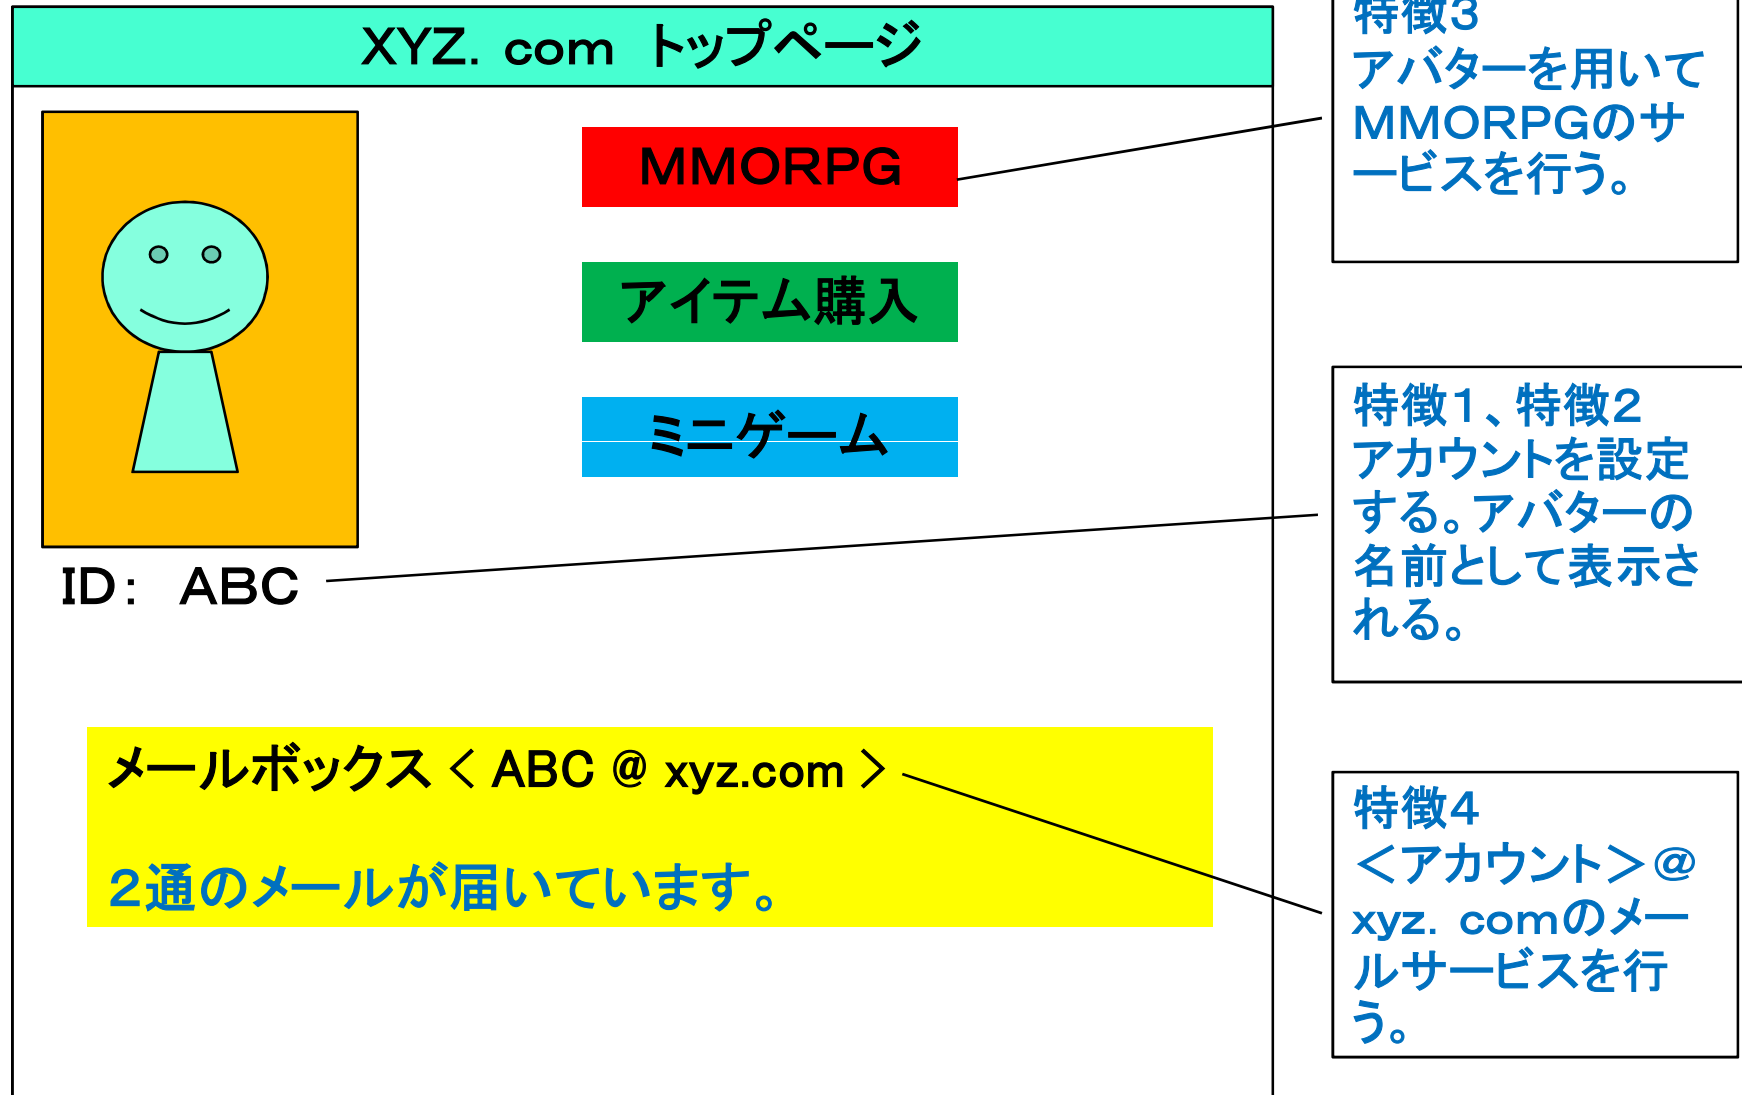 XYZ. com トップページ
MMORPG
アイテム購入
ミニゲーム
ID: ABC
メールボックス < ABC @ xyz.com >
2通のメールが届いています。
特徴3
アバターを用いて
MMORPGのサ
ービスを行う。
特徴1、特徴2
アカウントを設定
する。アバターの
名前として表示さ
れる。
特徴4
<アカウント>@
xyz. comのメー
ルサービスを行
う。